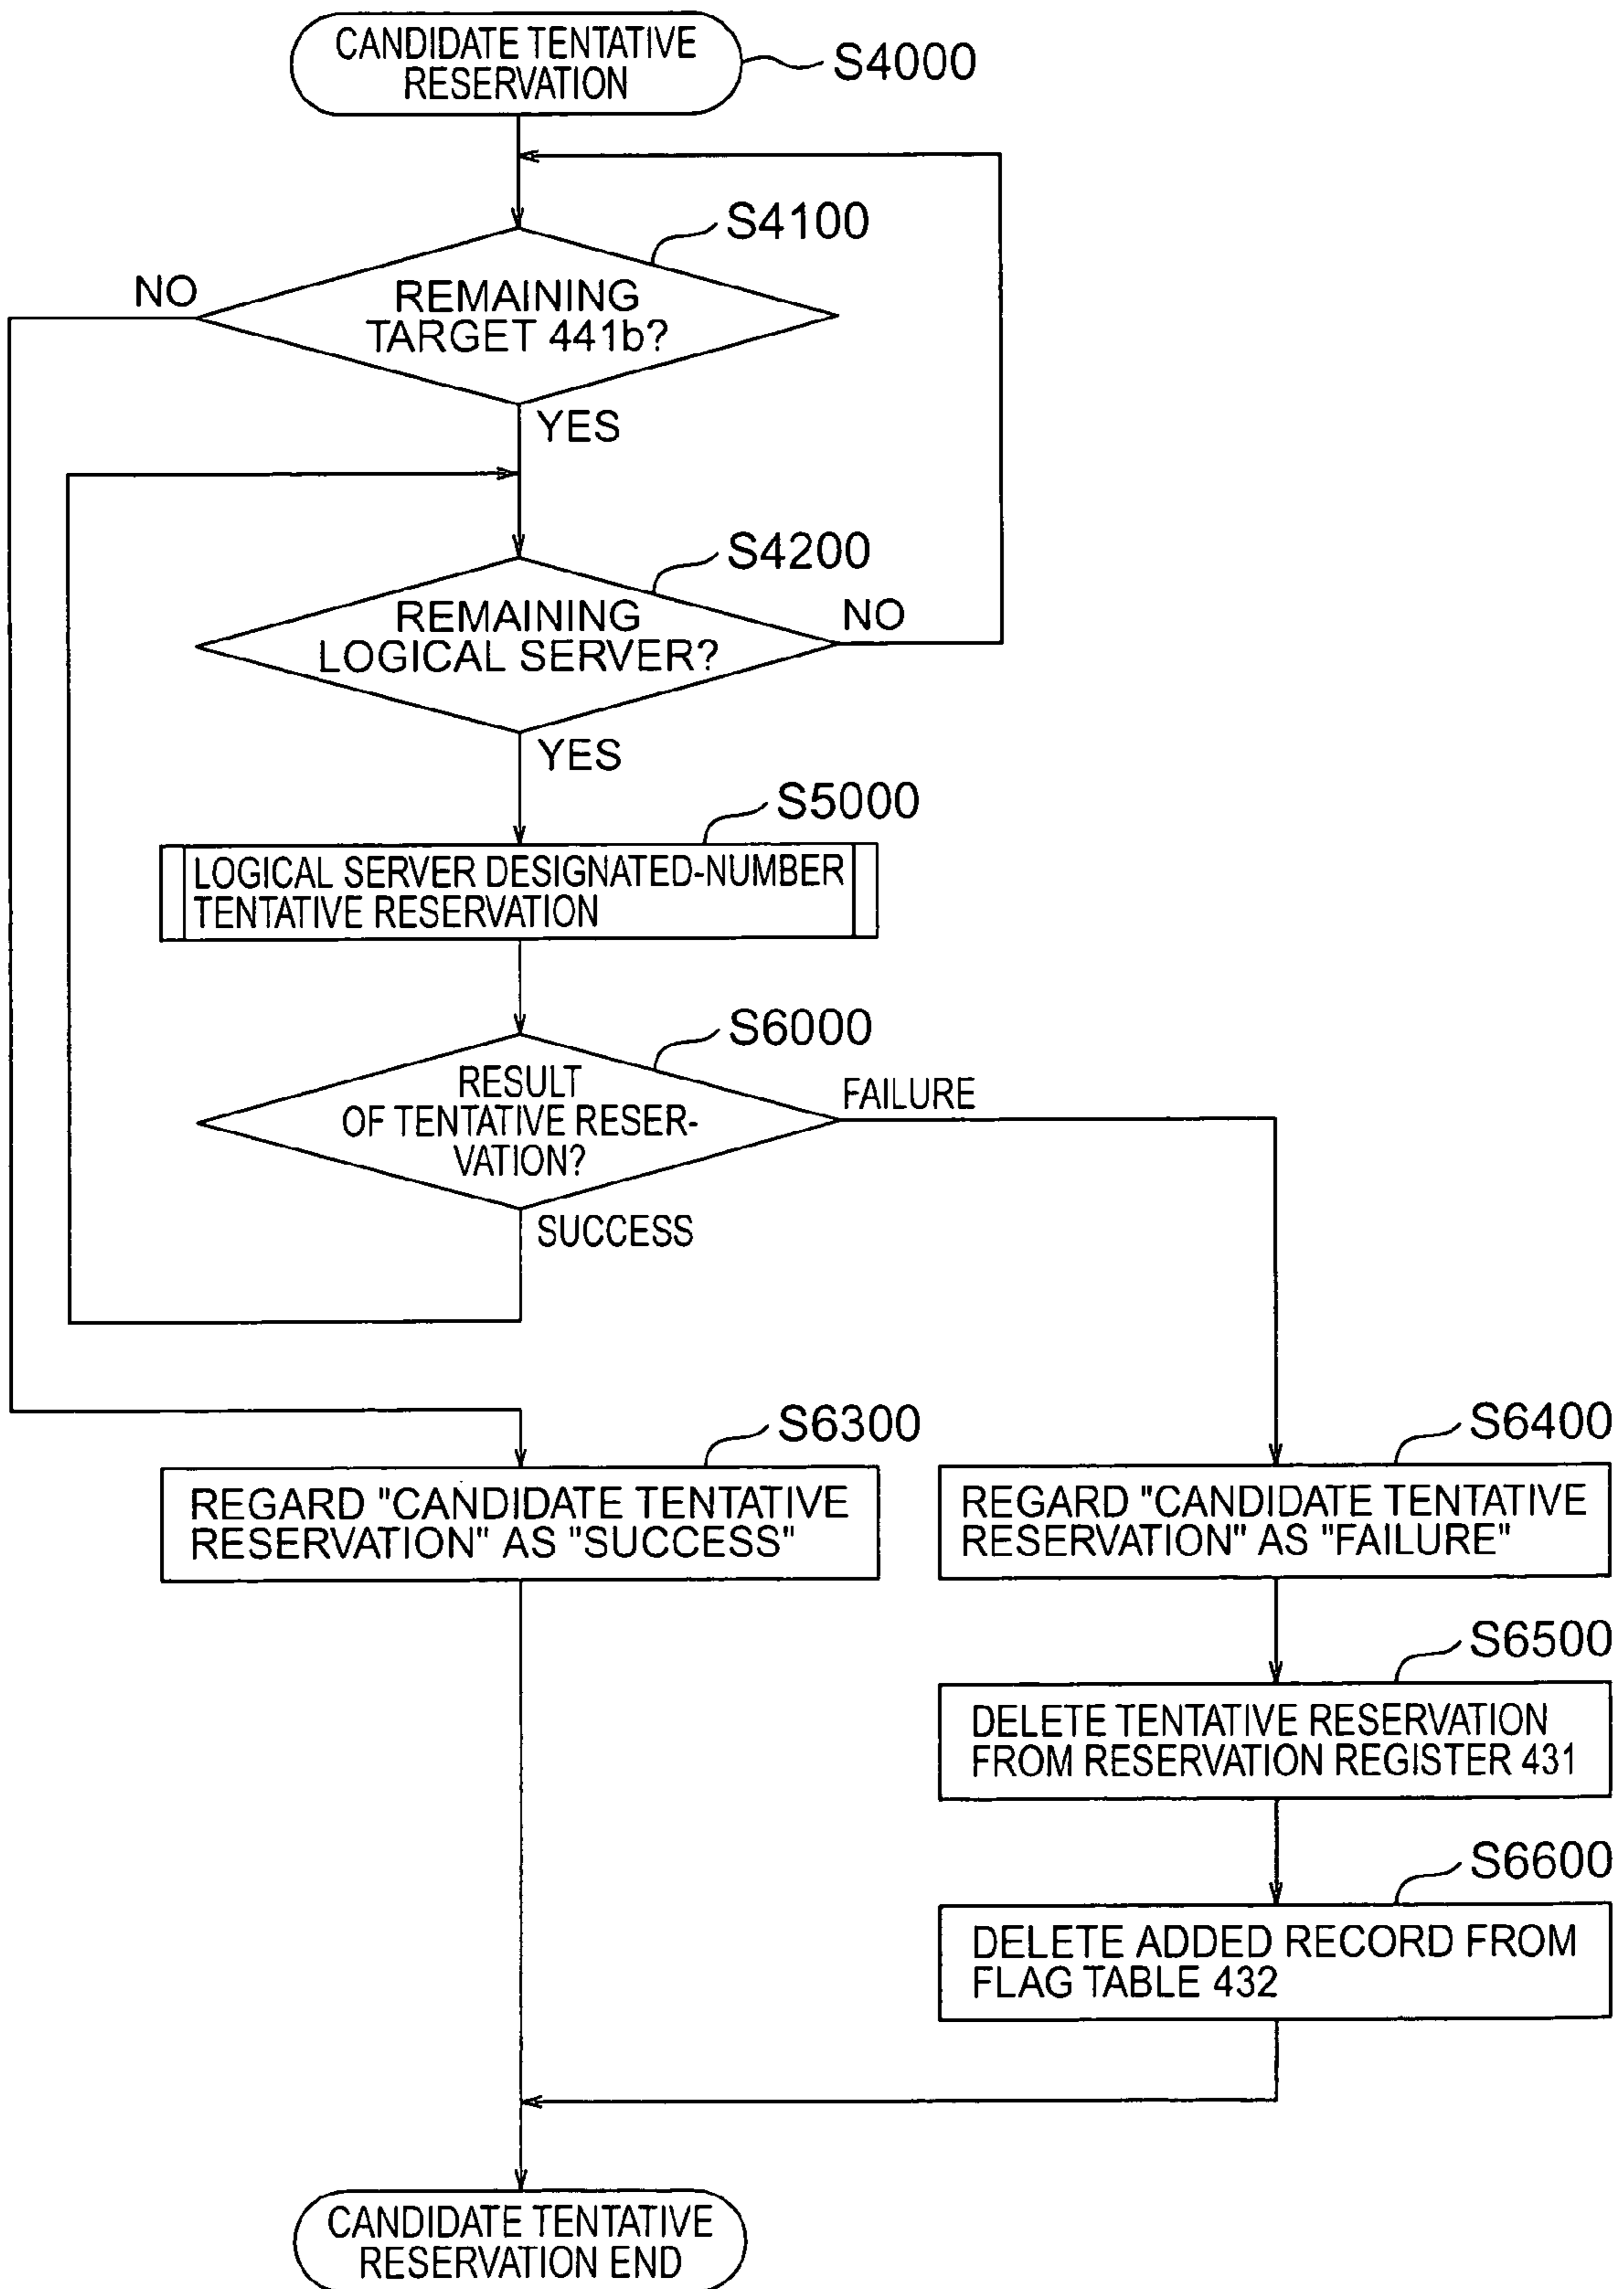 CANDIDATE TENTATIVE
RESERVATION
S4000
S4100
NO
REMAINING
TARGET 441b?
YES
S4200
REMAINING
LOGICAL SERVER?
NO
YES
S5000
LOGICAL SERVER DESIGNATED-NUMBER
TENTATIVE RESERVATION
S6000
RESULT
OF TENTATIVE RESER-
VATION?
FAILURE
SUCCESS
S6300
REGARD "CANDIDATE TENTATIVE
RESERVATION" AS "SUCCESS"
S6400
REGARD "CANDIDATE TENTATIVE
RESERVATION" AS "FAILURE"
S6500
DELETE TENTATIVE RESERVATION
FROM RESERVATION REGISTER 431
S6600
DELETE ADDED RECORD FROM
FLAG TABLE 432
CANDIDATE TENTATIVE
RESERVATION END